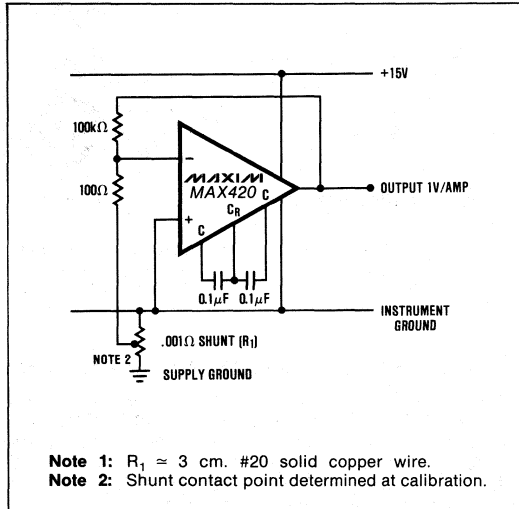 +15V
100kΩ
100Ω
MAXIM
MAX420
−
+
C
CR
C
OUTPUT 1V/AMP
0.1μF 0.1μF
INSTRUMENT
GROUND
.001Ω SHUNT (R1)
NOTE 2
SUPPLY GROUND
Note 1: R1 ≃ 3 cm. #20 solid copper wire.
Note 2: Shunt contact point determined at calibration.